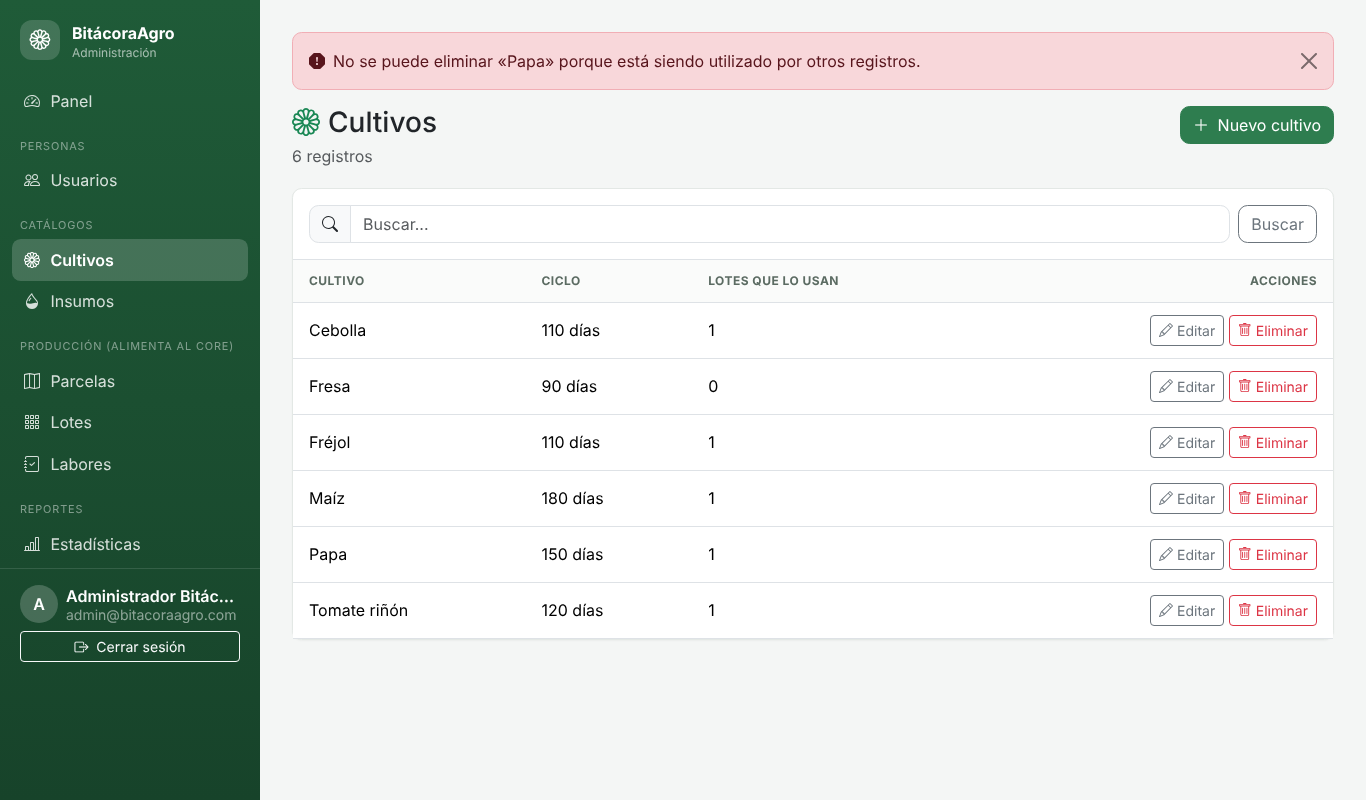 BitácoraAgro
Administración
Panel
PERSONAS
Usuarios
CATÁLOGOS
Cultivos
Insumos
PRODUCCIÓN (ALIMENTA AL CORE)
Parcelas
Lotes
Labores
REPORTES
Estadísticas
A
Administrador Bitác...
admin@bitacoraagro.com
Cerrar sesión
No se puede eliminar «Papa» porque está siendo utilizado por otros registros.
Cultivos
Nuevo cultivo
6 registros
Buscar... Buscar
CULTIVO CICLO LOTES QUE LO USAN ACCIONES
Cebolla 110 días 1 Editar Eliminar
Fresa 90 días 0 Editar Eliminar
Fréjol 110 días 1 Editar Eliminar
Maíz 180 días 1 Editar Eliminar
Papa 150 días 1 Editar Eliminar
Tomate riñón 120 días 1 Editar Eliminar